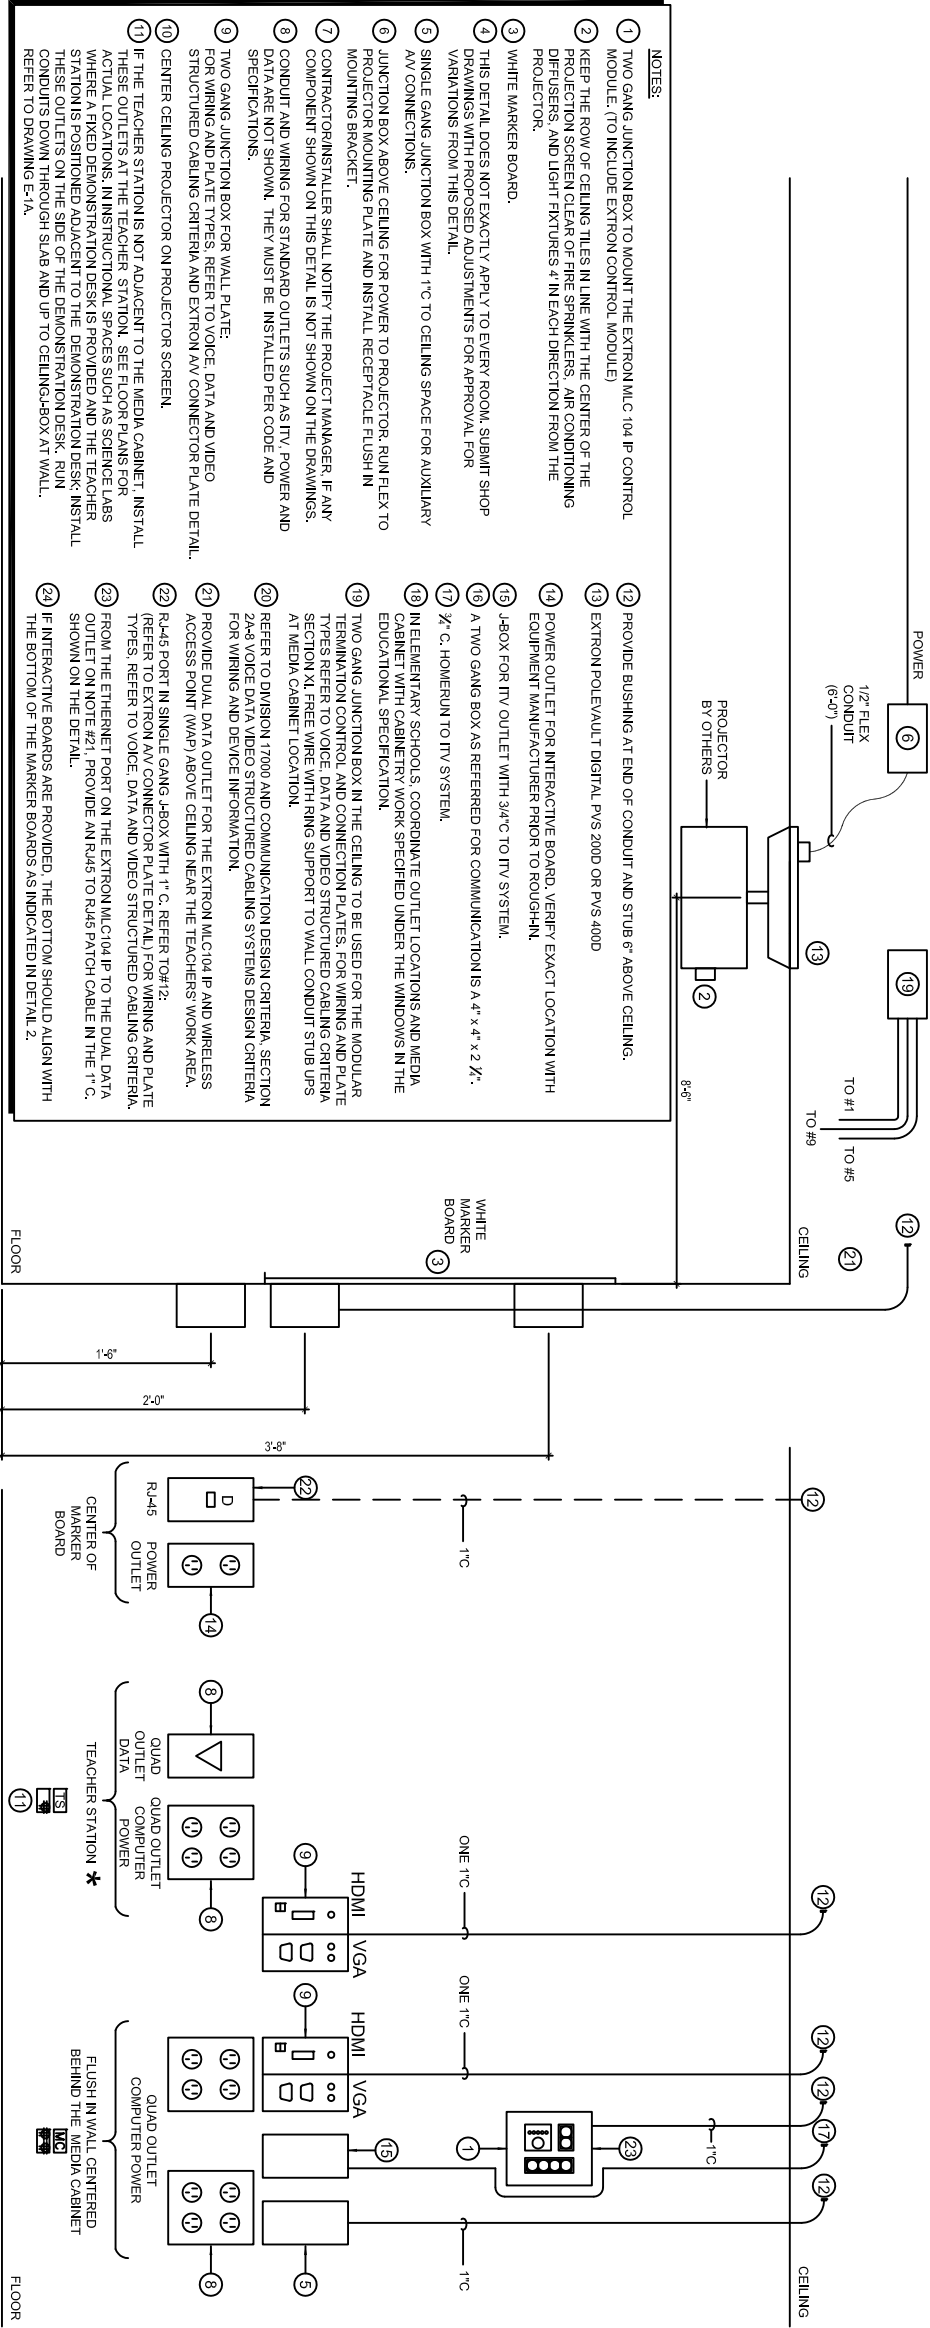 NOTES:
1 TWO GANG JUNCTION BOX TO MOUNT THE EXTRON MLC 104 IP CONTROL
MODULE. (TO INCLUDE EXTRON CONTROL MODULE)
2 KEEP THE ROW OF CEILING TILES IN LINE WITH THE CENTER OF THE
PROJECTION SCREEN CLEAR OF FIRE SPRINKLERS, AIR CONDITIONING
DIFFUSERS, AND LIGHT FIXTURES 4' IN EACH DIRECTION FROM THE
PROJECTOR.
3 WHITE MARKER BOARD.
4 THIS DETAIL DOES NOT EXACTLY APPLY TO EVERY ROOM. SUBMIT SHOP
DRAWINGS WITH PROPOSED ADJUSTMENTS FOR APPROVAL FOR
VARIATIONS FROM THIS DETAIL.
5 SINGLE GANG JUNCTION BOX WITH 1"C TO CEILING SPACE FOR AUXILIARY
A/V CONNECTIONS.
6 JUNCTION BOX ABOVE CEILING FOR POWER TO PROJECTOR. RUN FLEX TO
PROJECTOR MOUNTING PLATE AND INSTALL RECEPTACLE FLUSH IN
MOUNTING BRACKET.
7 CONTRACTOR/INSTALLER SHALL NOTIFY THE PROJECT MANAGER, IF ANY
COMPONENT SHOWN ON THIS DETAIL IS NOT SHOWN ON THE DRAWINGS.
8 CONDUIT AND WIRING FOR STANDARD OUTLETS SUCH AS ITV, POWER AND
DATA ARE NOT SHOWN. THEY MUST BE INSTALLED PER CODE AND
SPECIFICATIONS.
9 TWO GANG JUNCTION BOX FOR WALL PLATE:
FOR WIRING AND PLATE TYPES, REFER TO VOICE, DATA AND VIDEO
STRUCTURED CABLING CRITERIA AND EXTRON A/V CONNECTOR PLATE DETAIL.
10 CENTER CEILING PROJECTOR ON PROJECTOR SCREEN.
11 IF THE TEACHER STATION IS NOT ADJACENT TO THE MEDIA CABINET, INSTALL
THESE OUTLETS AT THE TEACHER STATION. SEE FLOOR PLANS FOR
ACTUAL LOCATIONS. IN INSTRUCTIONAL SPACES SUCH AS SCIENCE LABS
WHERE A FIXED DEMONSTRATION DESK IS PROVIDED AND THE TEACHER
STATION IS POSITIONED ADJACENT TO THE DEMONSTRATION DESK; INSTALL
THESE OUTLETS ON THE SIDE OF THE DEMONSTRATION DESK. RUN
CONDUITS DOWN THROUGH SLAB AND UP TO CEILING J-BOX AT WALL.
REFER TO DRAWING E-1A.
12 PROVIDE BUSHING AT END OF CONDUIT AND STUB 6" ABOVE CEILING.
13 EXTRON POLEVAULT DIGITAL PVS 200D OR PVS 400D
14 POWER OUTLET FOR INTERACTIVE BOARD, VERIFY EXACT LOCATION WITH
EQUIPMENT MANUFACTURER PRIOR TO ROUGH-IN.
15 J-BOX FOR ITV OUTLET WITH 3/4"C TO ITV SYSTEM.
16 A TWO GANG BOX AS REFERRED FOR COMMUNICATION IS A 4" x 4" x 2 ¼".
17 ¾" C. HOMERUN TO ITV SYSTEM.
18 IN ELEMENTARY SCHOOLS, COORDINATE OUTLET LOCATIONS AND MEDIA
CABINET WITH CABINETRY WORK SPECIFIED UNDER THE WINDOWS IN THE
EDUCATIONAL SPECIFICATION.
19 TWO GANG JUNCTION BOX IN THE CEILING TO BE USED FOR THE MODULAR
TERMINATION CONTROL AND CONNECTION PLATES. FOR WIRING AND PLATE
TYPES REFER TO VOICE, DATA AND VIDEO STRUCTURED CABLING CRITERIA
SECTION XI. FREE WIRE WITH RING SUPPORT TO WALL CONDUIT STUB UPS
AT MEDIA CABINET LOCATION.
20 REFER TO DIVISION 17000 AND COMMUNICATION DESIGN CRITERIA, SECTION
2A-8 VOICE DATA VIDEO STRUCTURED CABLING SYSTEMS DESIGN CRITERIA
FOR WIRING AND DEVICE INFORMATION.
21 PROVIDE DUAL DATA OUTLET FOR THE EXTRON MLC104 IP AND WIRELESS
ACCESS POINT (WAP) ABOVE CEILING NEAR THE TEACHERS' WORK AREA.
22 RJ-45 PORT IN SINGLE GANG J-BOX WITH 1" C. REFER TO#12:
(REFER TO EXTRON A/V CONNECTOR PLATE DETAIL) FOR WIRING AND PLATE
TYPES, REFER TO VOICE, DATA AND VIDEO STRUCTURED CABLING CRITERIA.
23 FROM THE ETHERNET PORT ON THE EXTRON MLC104 IP TO THE DUAL DATA
OUTLET ON NOTE #21, PROVIDE AN RJ45 TO RJ45 PATCH CABLE IN THE 1" C.
SHOWN ON THE DETAIL.
24 IF INTERACTIVE BOARDS ARE PROVIDED, THE BOTTOM SHOULD ALIGN WITH
THE BOTTOM OF THE MARKER BOARDS AS INDICATED IN DETAIL 2.
POWER
6
1/2" FLEX
CONDUIT
(6'-0")
PROJECTOR
BY OTHERS
13
2
19
TO #1
TO #9
TO #5
8'-6"
12
21
CEILING
WHITE
MARKER
BOARD
3
FLOOR
1'-6"
2'-0"
3'-8"
12
1"C
22
D
RJ-45
POWER
OUTLET
14
CENTER OF
MARKER
BOARD
8
QUAD
OUTLET
DATA
QUAD OUTLET
COMPUTER
POWER
8
TEACHER STATION *
TS
11
12
ONE 1"C
9
HDMI
VGA
12
ONE 1"C
9
HDMI
VGA
12
17
12
1"C
1
23
15
1"C
5
8
QUAD OUTLET
COMPUTER POWER
FLUSH IN WALL CENTERED
BEHIND THE MEDIA CABINET
MC
CEILING
FLOOR